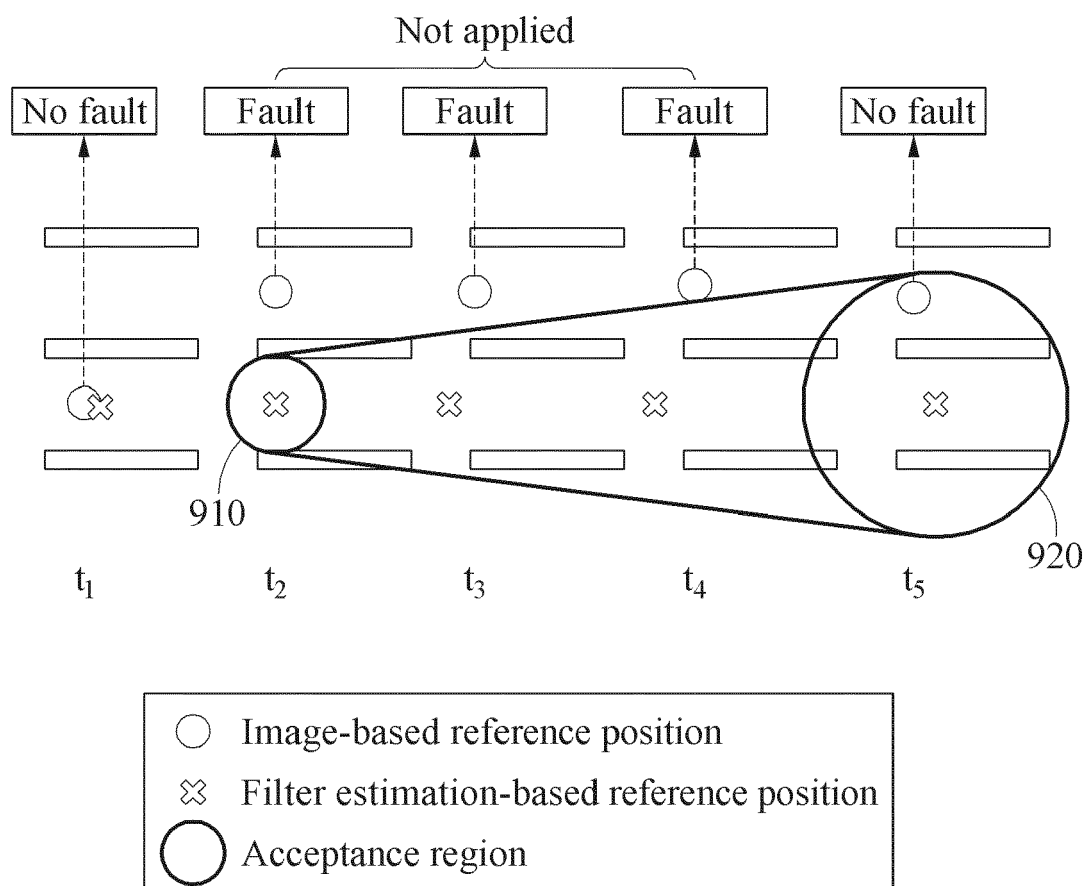 Not applied
No fault Fault Fault Fault No fault
910
920
t₁ t₂ t₃ t₄ t₅
Image-based reference position
Filter estimation-based reference position
Acceptance region